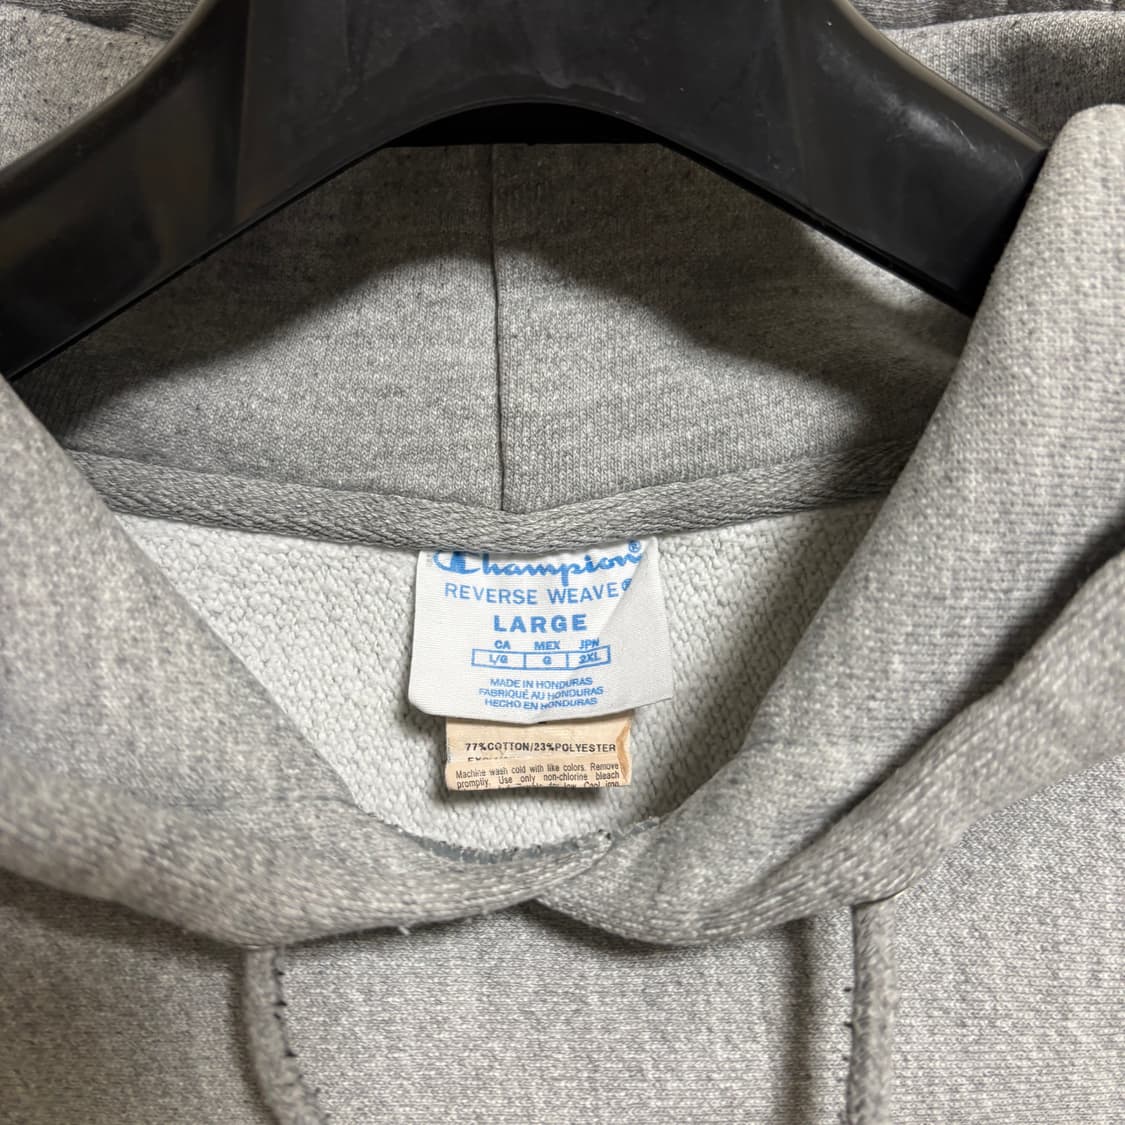 Champion®
REVERSE WEAVE®
LARGE
CA MEX JPN
L/G G 2XL
MADE IN HONDURAS
FABRIQUÉ AU HONDURAS
HECHO EN HONDURAS
77%COTTON/23%POLYESTER
Machine wash cold with like colors. Remove
promptly. Use only non-chlorine bleach